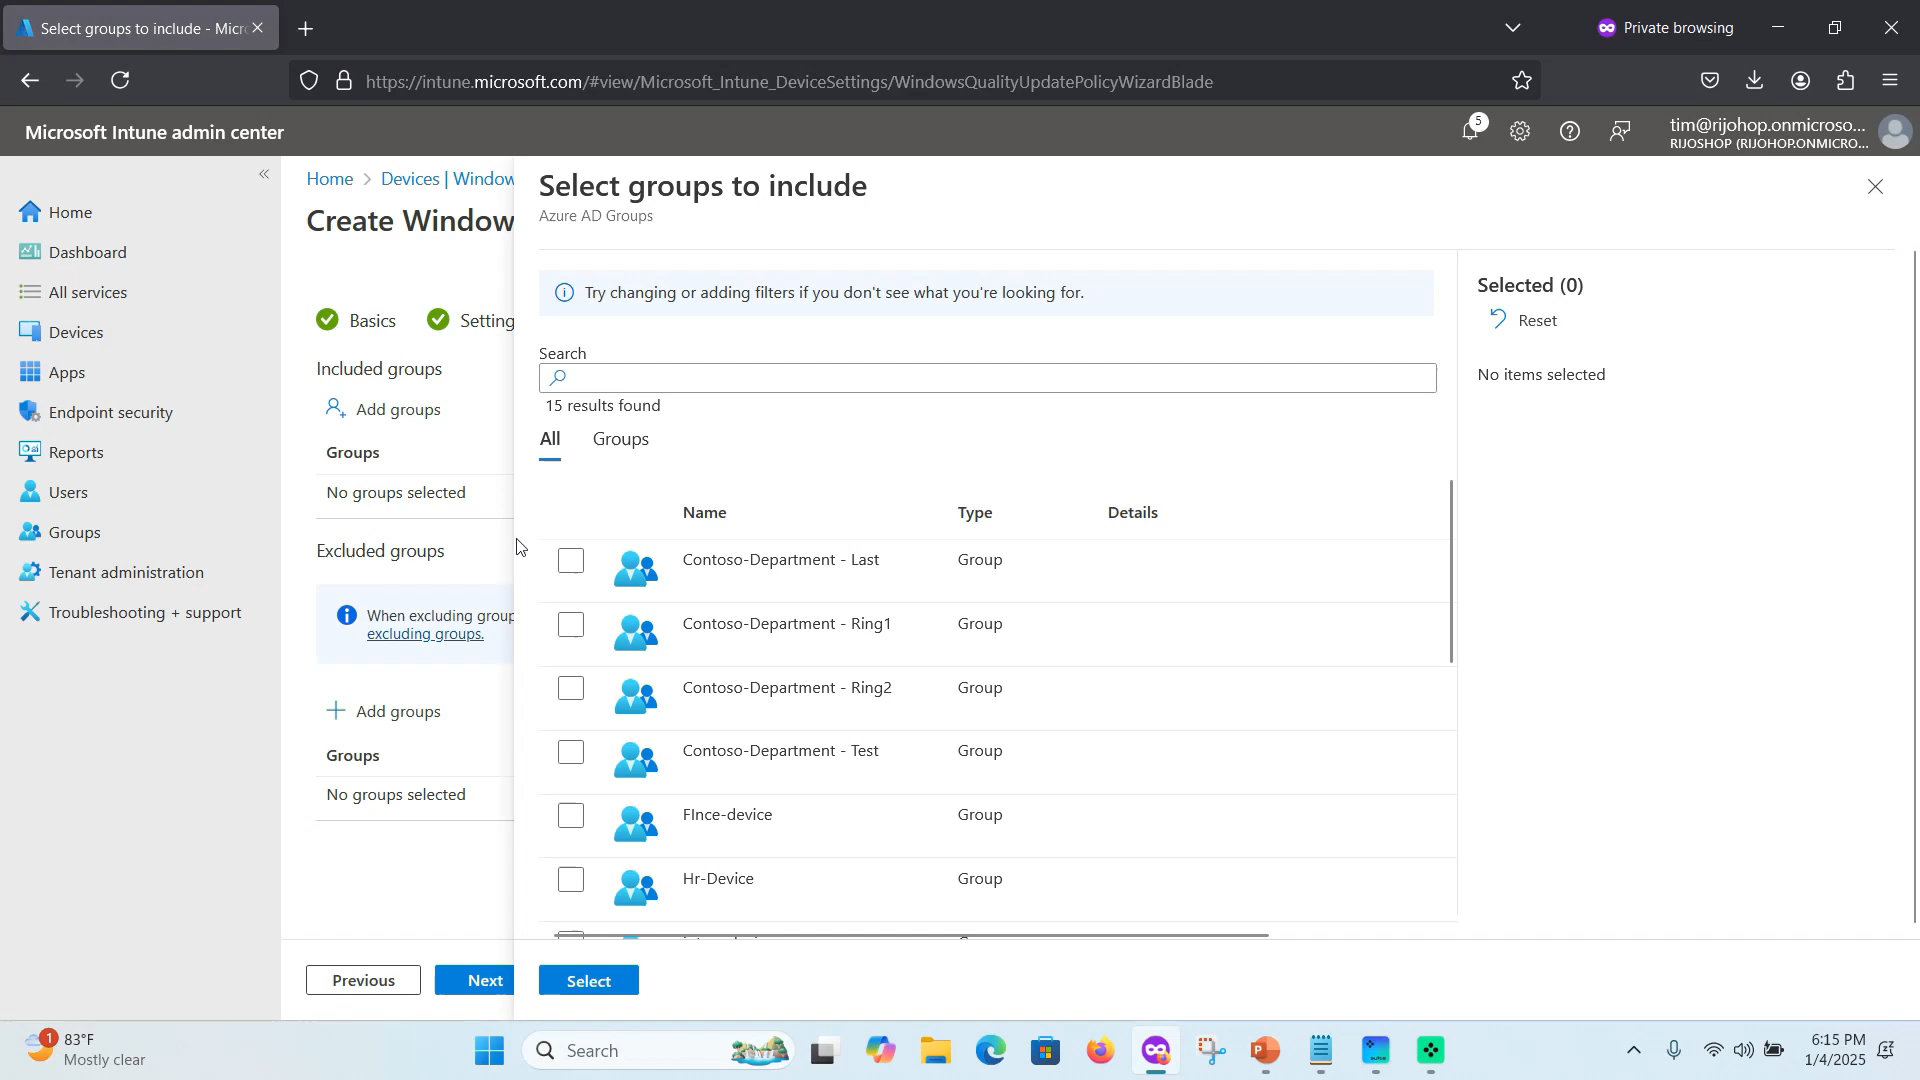 Select groups to include - Micr
Private browsing
https://intune.microsoft.com/#view/Microsoft_Intune_DeviceSettings/WindowsQualityUpdatePolicyWizardBlade
Microsoft Intune admin center
5
tim@rijohop.onmicroso...
RIJOSHOP (RIJOHOP.ONMICRO...
Home
Dashboard
All services
Devices
Apps
Endpoint security
Reports
Users
Groups
Tenant administration
Troubleshooting + support
Home > Devices | Window
Create Window
Basics
Setting
Included groups
Add groups
Groups
No groups selected
Excluded groups
When excluding group
excluding groups.
Add groups
Groups
No groups selected
Previous
Next
Select groups to include
Azure AD Groups
Try changing or adding filters if you don't see what you're looking for.
Search
15 results found
All
Groups
Name
Type
Details
Contoso-Department - Last
Group
Contoso-Department - Ring1
Group
Contoso-Department - Ring2
Group
Contoso-Department - Test
Group
FInce-device
Group
Hr-Device
Group
Select
Selected (0)
Reset
No items selected
1
83°F
Mostly clear
Search
6:15 PM
1/4/2025